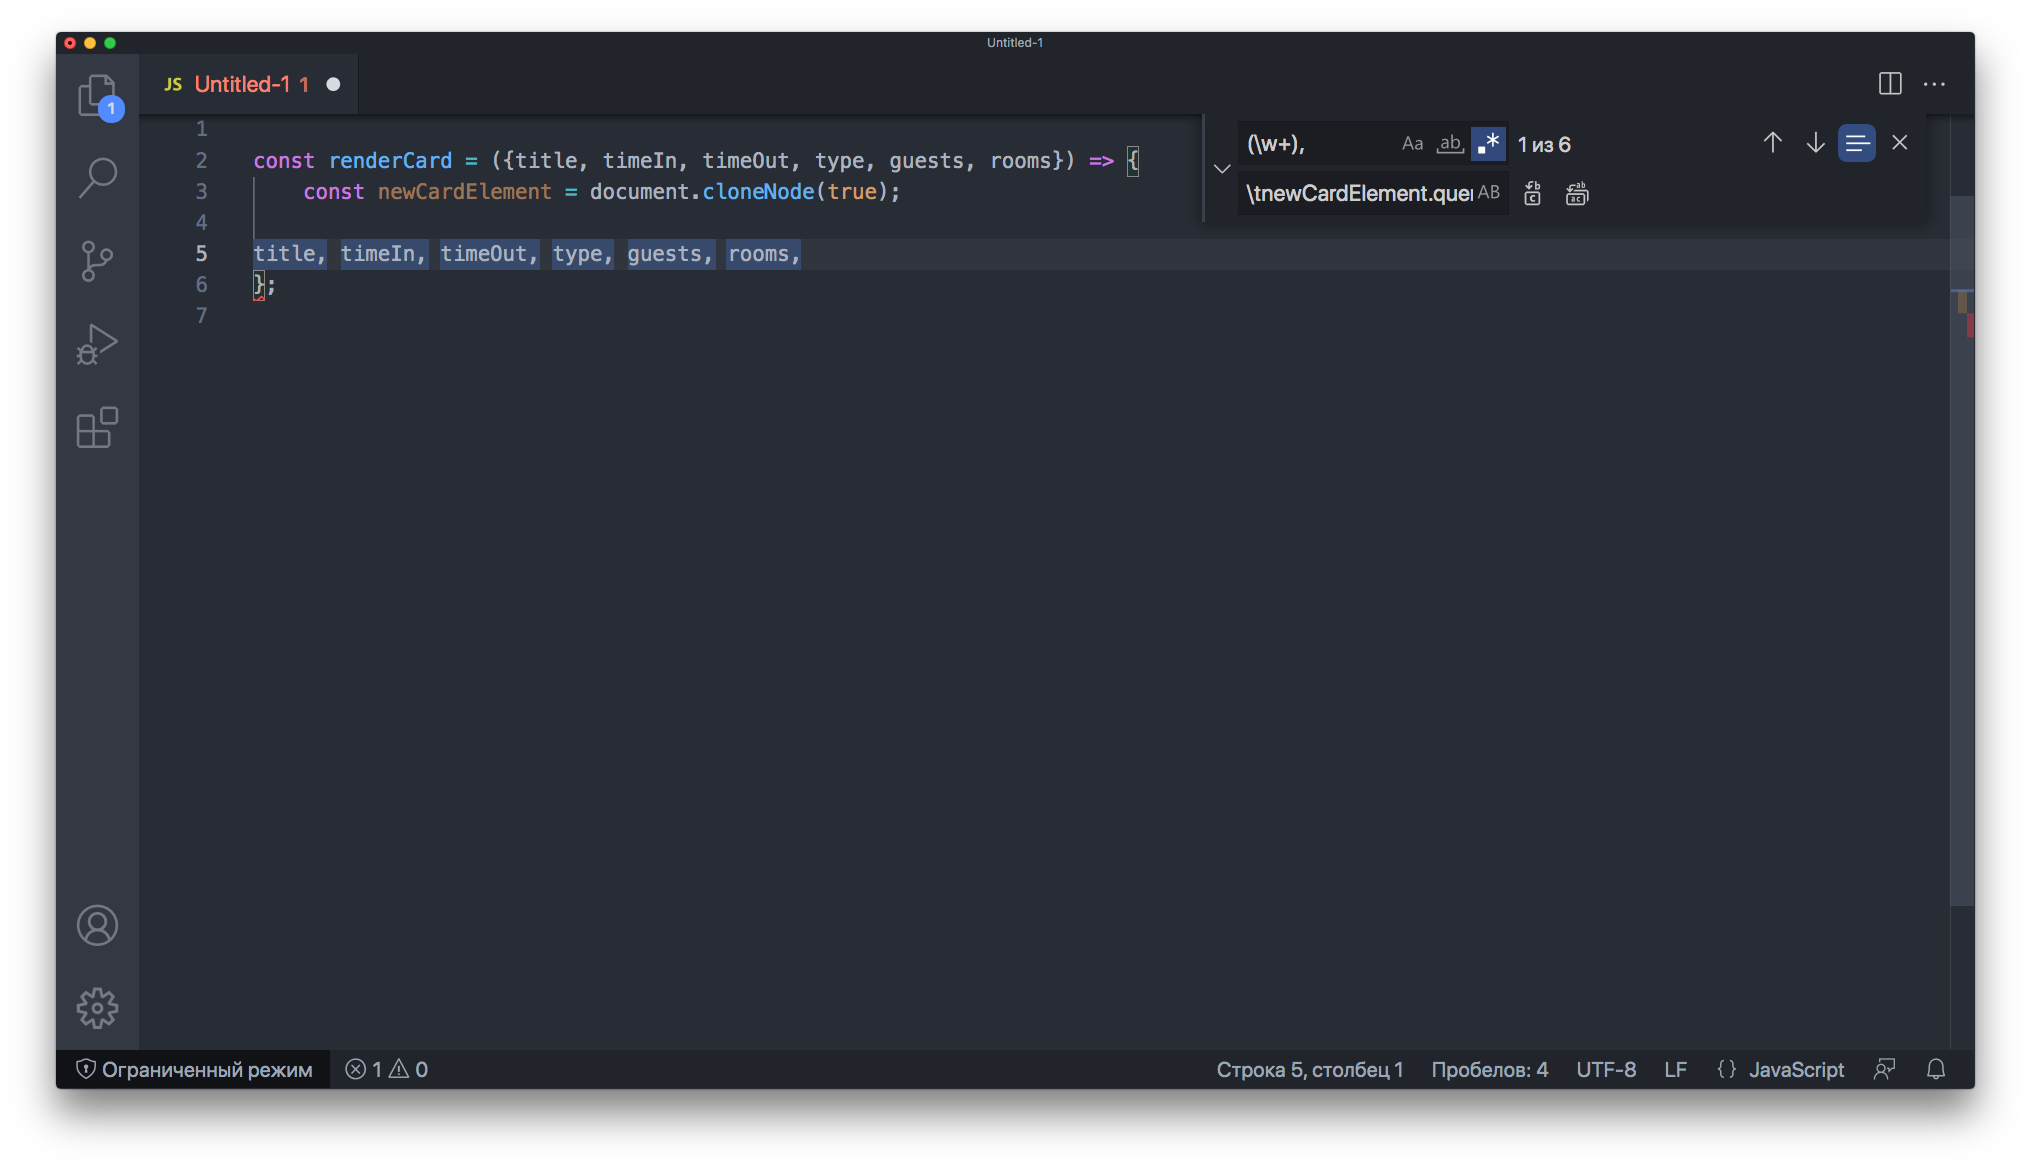 Untitled-1
1
JS Untitled-1 1
1
2 const renderCard = ({title, timeIn, timeOut, type, guests, rooms}) => {
3 const newCardElement = document.cloneNode(true);
4
5 title, timeIn, timeOut, type, guests, rooms,
6 };
7
(\w+), Aa ab .* 1 из 6
\tnewCardElement.quer AB
Ограниченный режим 1 0 Строка 5, столбец 1 Пробелов: 4 UTF-8 LF {} JavaScript